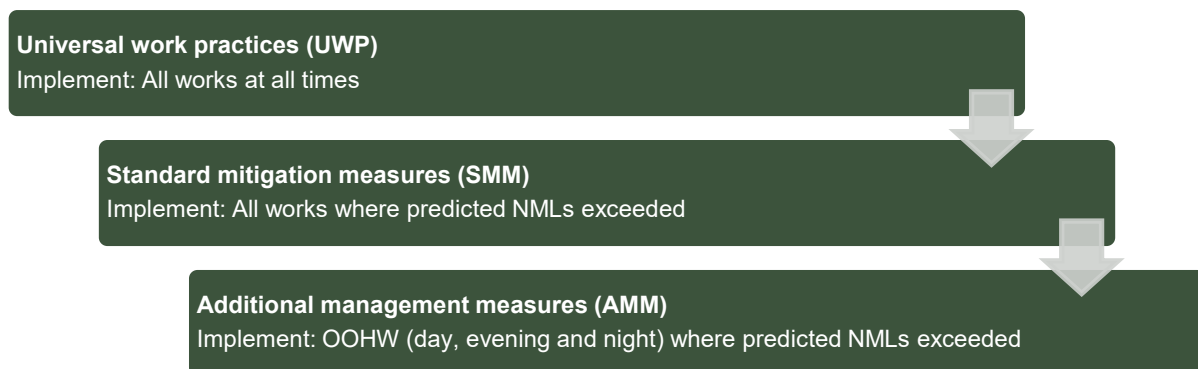 Universal work practices (UWP)
Implement: All works at all times
Standard mitigation measures (SMM)
Implement: All works where predicted NMLs exceeded
Additional management measures (AMM)
Implement: OOHW (day, evening and night) where predicted NMLs exceeded